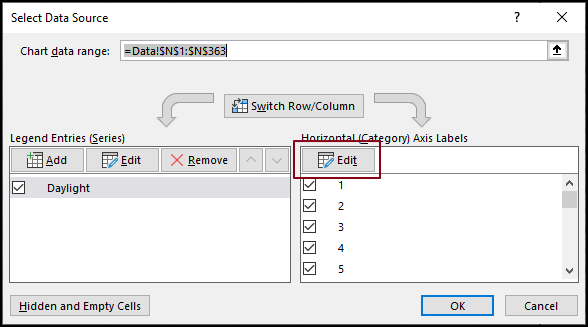 Select Data Source
? ×
Chart data range: =Data!$N$1:$N$363
Switch Row/Column
Legend Entries (Series)
Horizontal (Category) Axis Labels
Add Edit Remove
Edit
Daylight
1
2
3
4
5
Hidden and Empty Cells
OK Cancel